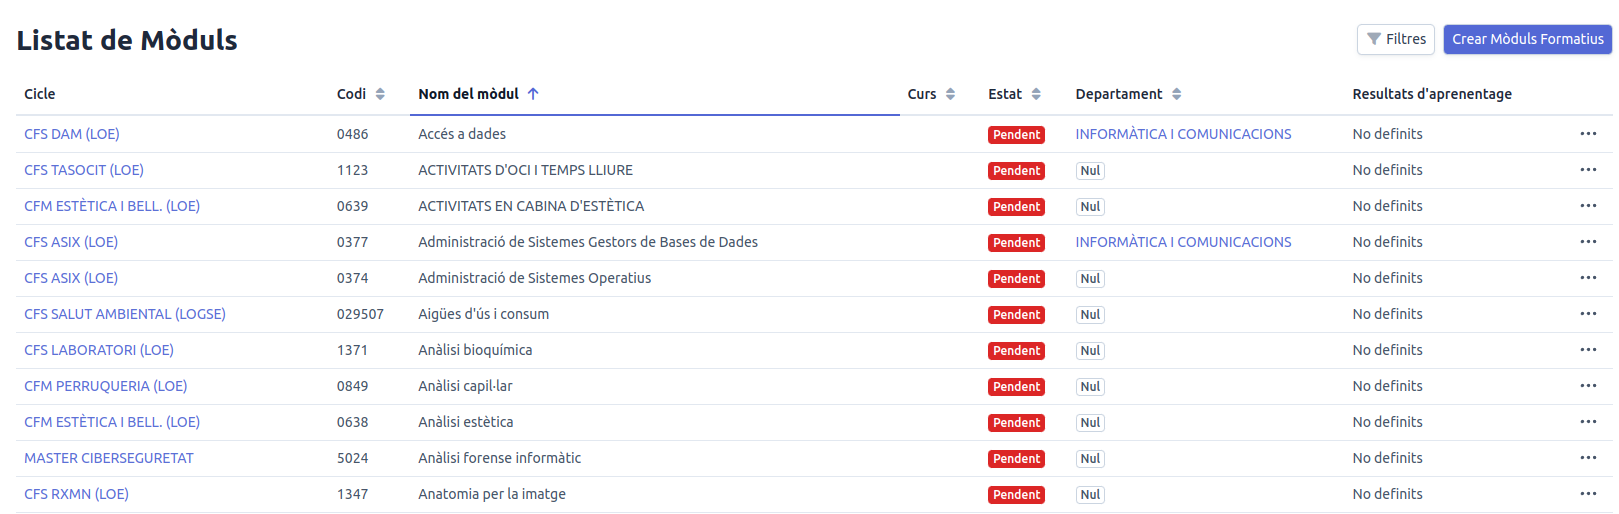 Listat de Mòduls
Filtres
Crear Mòduls Formatius
Cicle Codi Nom del mòdul Curs Estat Departament Resultats d'aprenentage
CFS DAM (LOE) 0486 Accés a dades Pendent INFORMÀTICA I COMUNICACIONS No definits
CFS TASOCIT (LOE) 1123 ACTIVITATS D'OCI I TEMPS LLIURE Pendent Nul No definits
CFM ESTÈTICA I BELL. (LOE) 0639 ACTIVITATS EN CABINA D'ESTÈTICA Pendent Nul No definits
CFS ASIX (LOE) 0377 Administració de Sistemes Gestors de Bases de Dades Pendent INFORMÀTICA I COMUNICACIONS No definits
CFS ASIX (LOE) 0374 Administració de Sistemes Operatius Pendent Nul No definits
CFS SALUT AMBIENTAL (LOGSE) 029507 Aigües d'ús i consum Pendent Nul No definits
CFS LABORATORI (LOE) 1371 Anàlisi bioquímica Pendent Nul No definits
CFM PERRUQUERIA (LOE) 0849 Anàlisi capil·lar Pendent Nul No definits
CFM ESTÈTICA I BELL. (LOE) 0638 Anàlisi estètica Pendent Nul No definits
MASTER CIBERSEGURETAT 5024 Anàlisi forense informàtic Pendent Nul No definits
CFS RXMN (LOE) 1347 Anatomia per la imatge Pendent Nul No definits